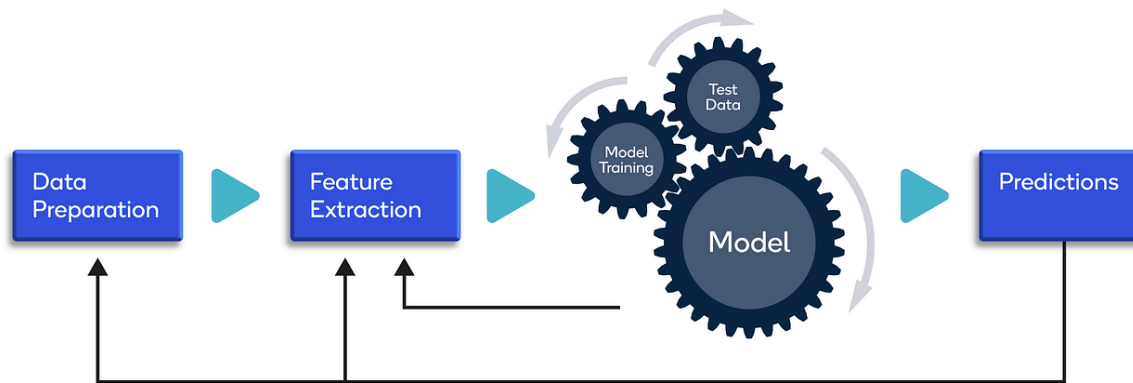 Data
Preparation
Feature
Extraction
Model
Training
Test
Data
Model
Predictions